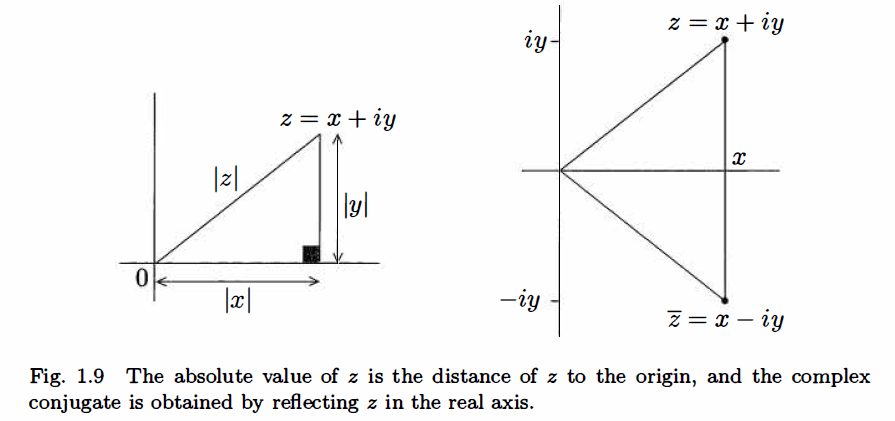 z = x + iy
|z|
|y|
0
|x|
iy
z = x + iy
x
−iy
z̅ = x − iy
Fig. 1.9 The absolute value of z is the distance of z to the origin, and the complex
conjugate is obtained by reflecting z in the real axis.